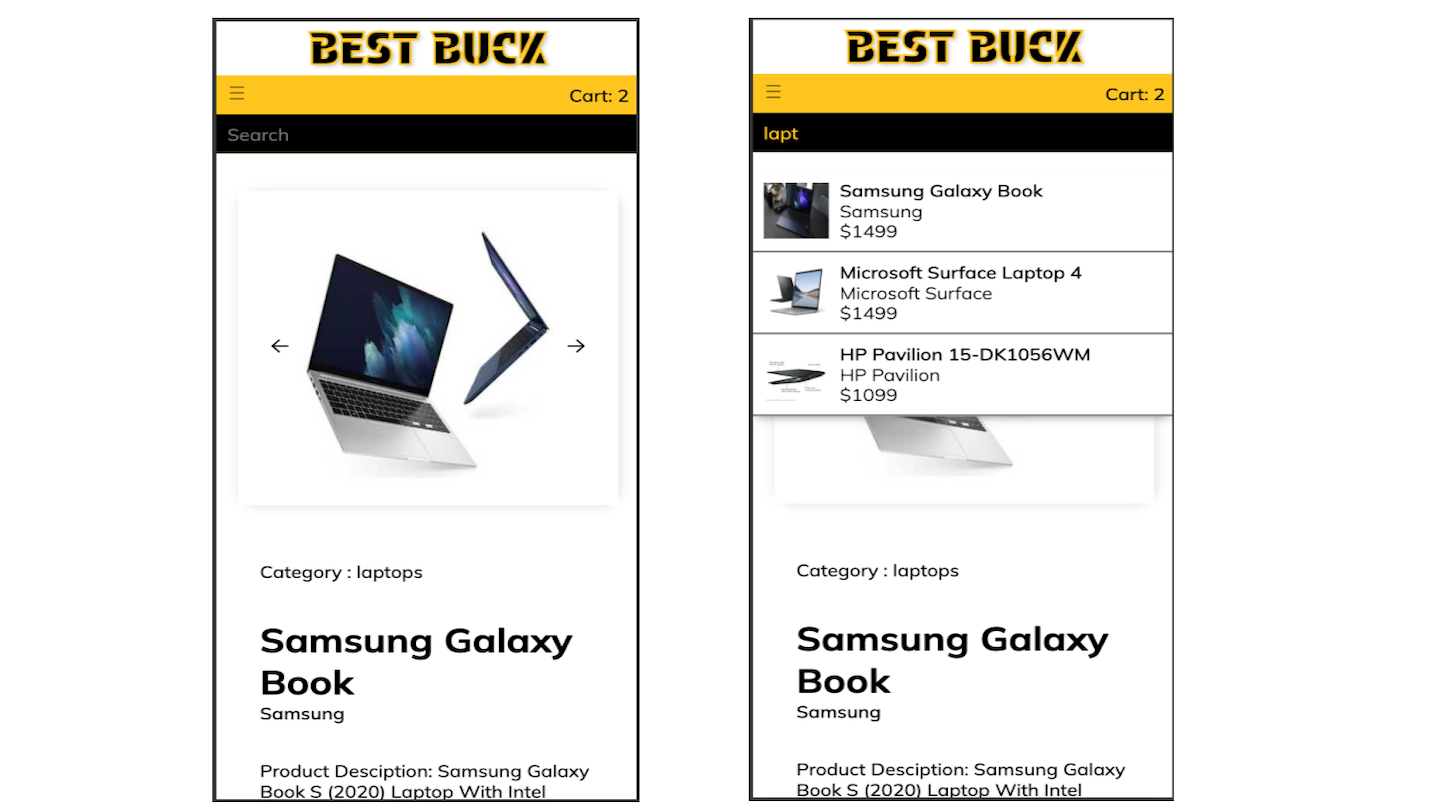 BEST BUCK
☰ Cart: 2
Search
← →
Category : laptops
Samsung Galaxy
Book
Samsung
Product Desciption: Samsung Galaxy
Book S (2020) Laptop With Intel
BEST BUCK
☰ Cart: 2
lapt
Samsung Galaxy Book
Samsung
$1499
Microsoft Surface Laptop 4
Microsoft Surface
$1499
HP Pavilion 15-DK1056WM
HP Pavilion
$1099
Category : laptops
Samsung Galaxy
Book
Samsung
Product Desciption: Samsung Galaxy
Book S (2020) Laptop With Intel